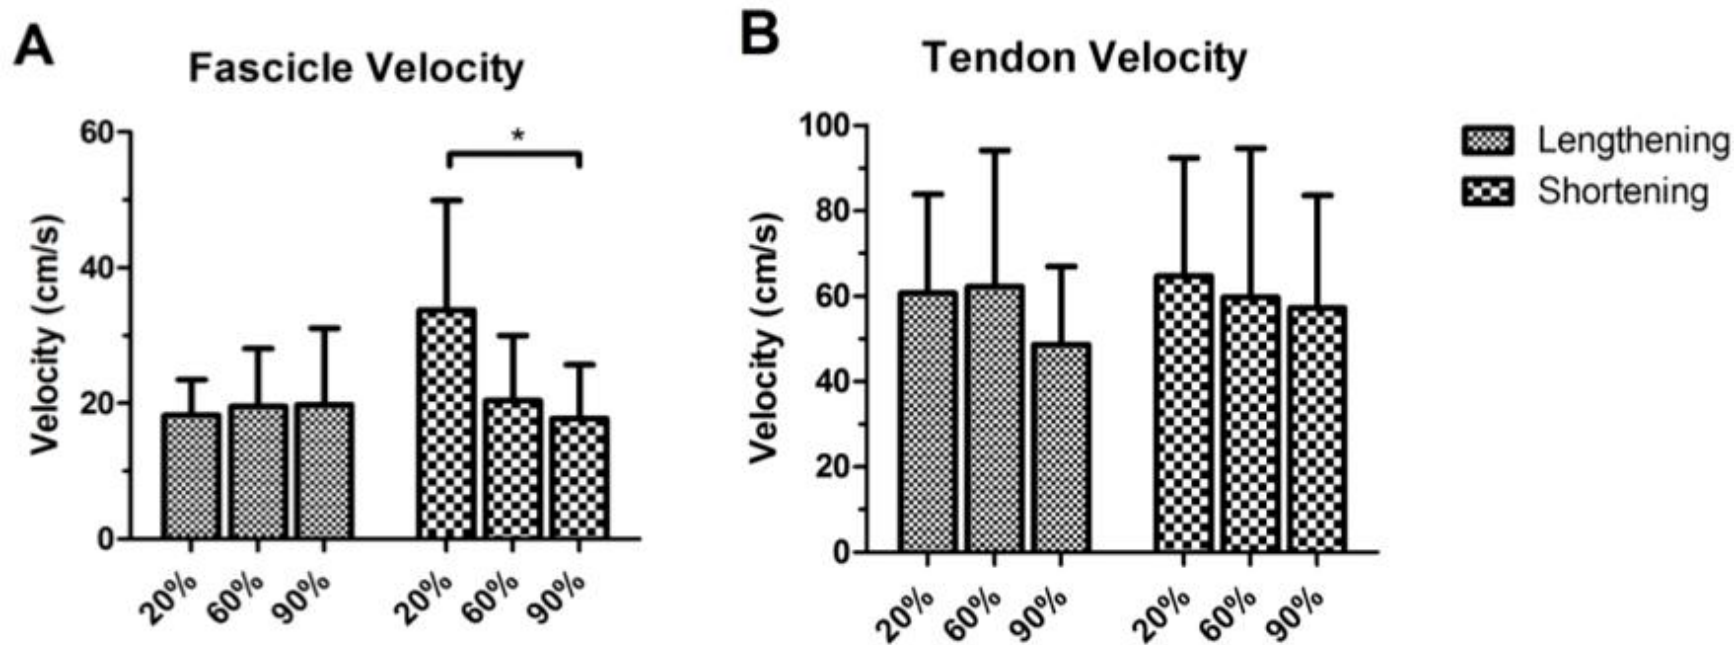 A
Fascicle Velocity
Velocity (cm/s)
60
40
20
0
*
20% 60% 90% 20% 60% 90%
B
Tendon Velocity
Velocity (cm/s)
100
80
60
40
20
0
20% 60% 90% 20% 60% 90%
Lengthening
Shortening